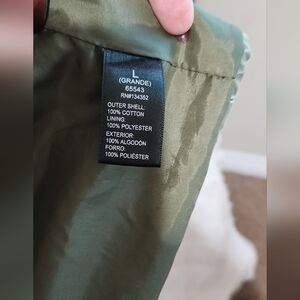 L
(GRANDE)
65543
RN#134352
OUTER SHELL:
100% COTTON
LINING
100% POLYESTER
EXTERIOR:
100% ALGODÓN
FORRO:
100% POLIÉSTER